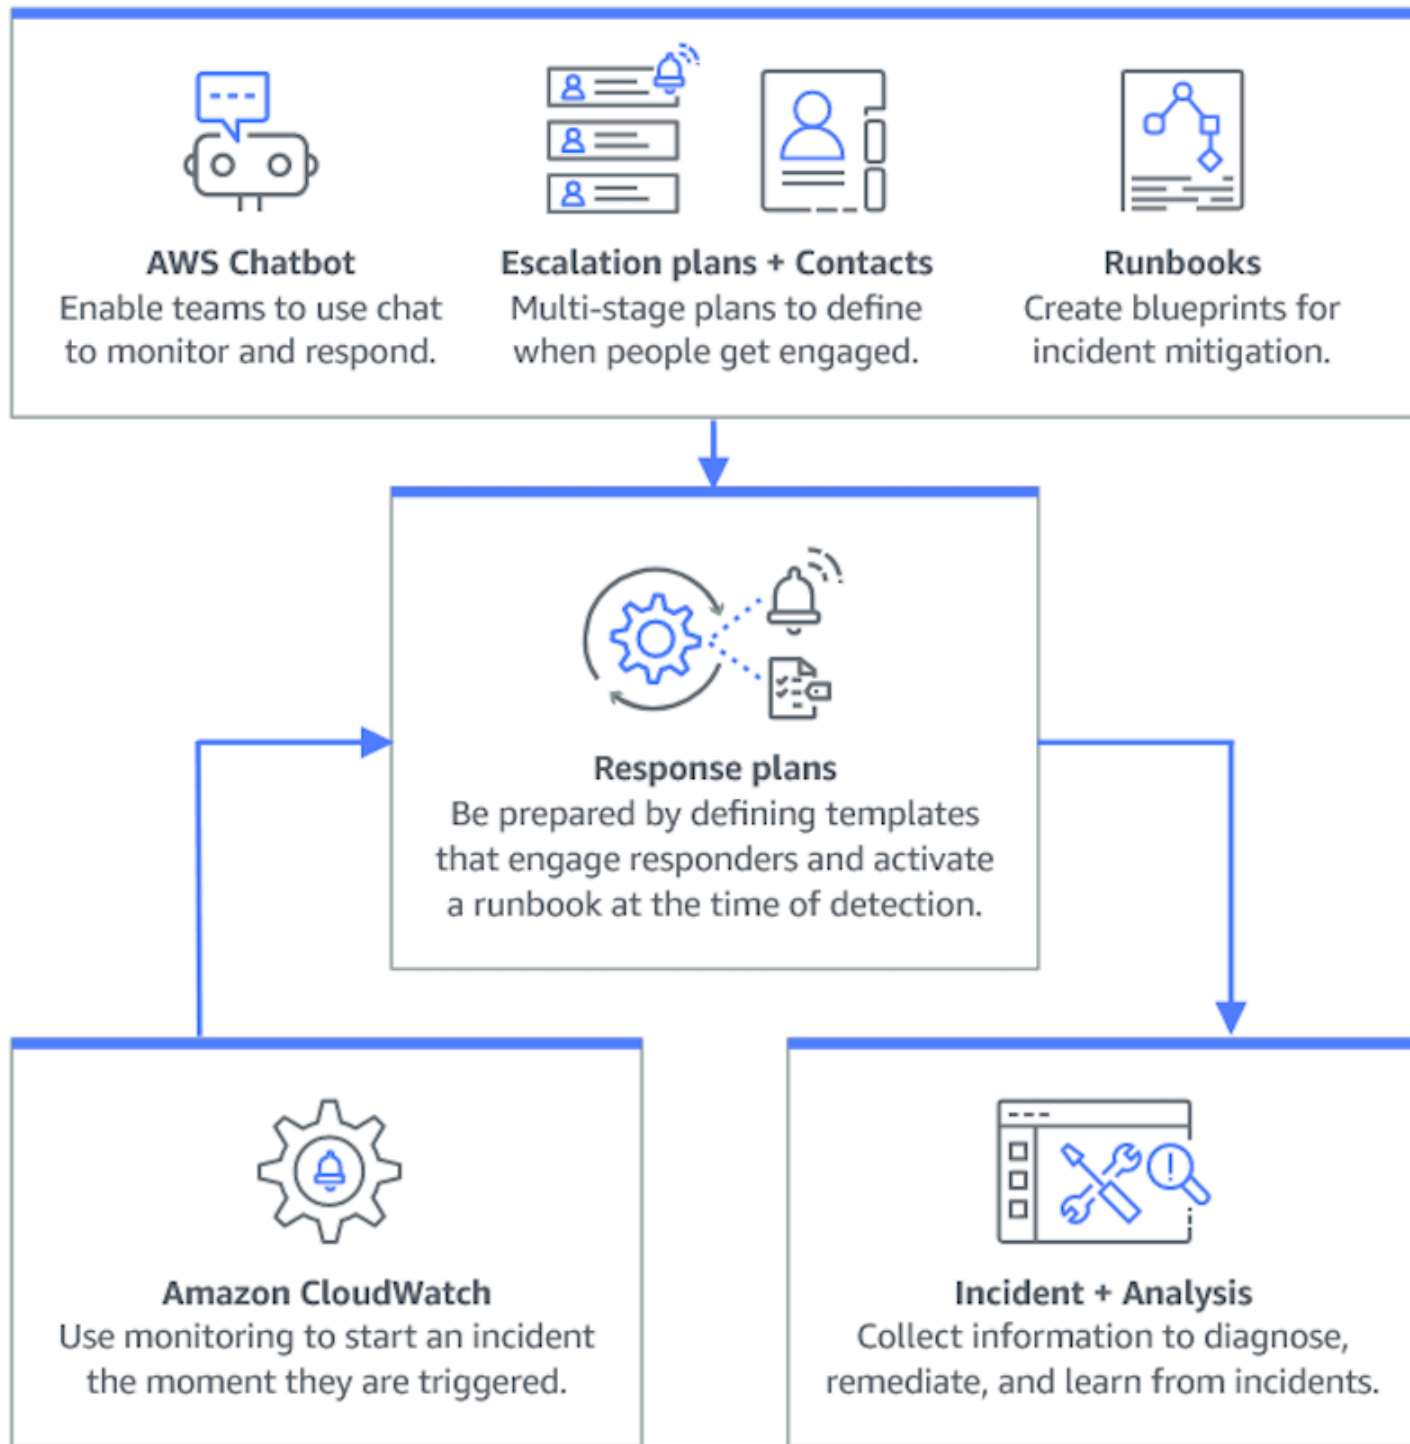 AWS Chatbot
Enable teams to use chat
to monitor and respond.
Escalation plans + Contacts
Multi-stage plans to define
when people get engaged.
Runbooks
Create blueprints for
incident mitigation.
Response plans
Be prepared by defining templates
that engage responders and activate
a runbook at the time of detection.
Amazon CloudWatch
Use monitoring to start an incident
the moment they are triggered.
Incident + Analysis
Collect information to diagnose,
remediate, and learn from incidents.